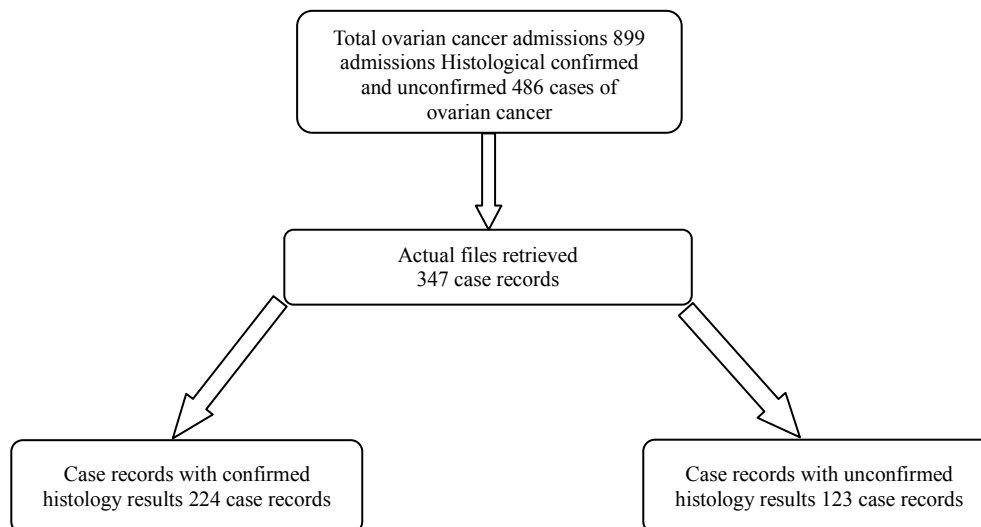 Total ovarian cancer admissions 899
admissions Histological confirmed
and unconfirmed 486 cases of
ovarian cancer
Actual files retrieved
347 case records
Case records with confirmed
histology results 224 case records
Case records with unconfirmed
histology results 123 case records